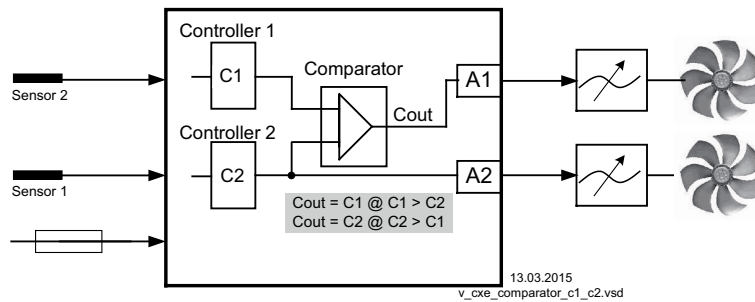 Controller 1
C1
Comparator
A1
Cout
Sensor 2
Controller 2
C2
A2
Sensor 1
Cout = C1 @ C1 > C2
Cout = C2 @ C2 > C1
13.03.2015
v_cxe_comparator_c1_c2.vsd